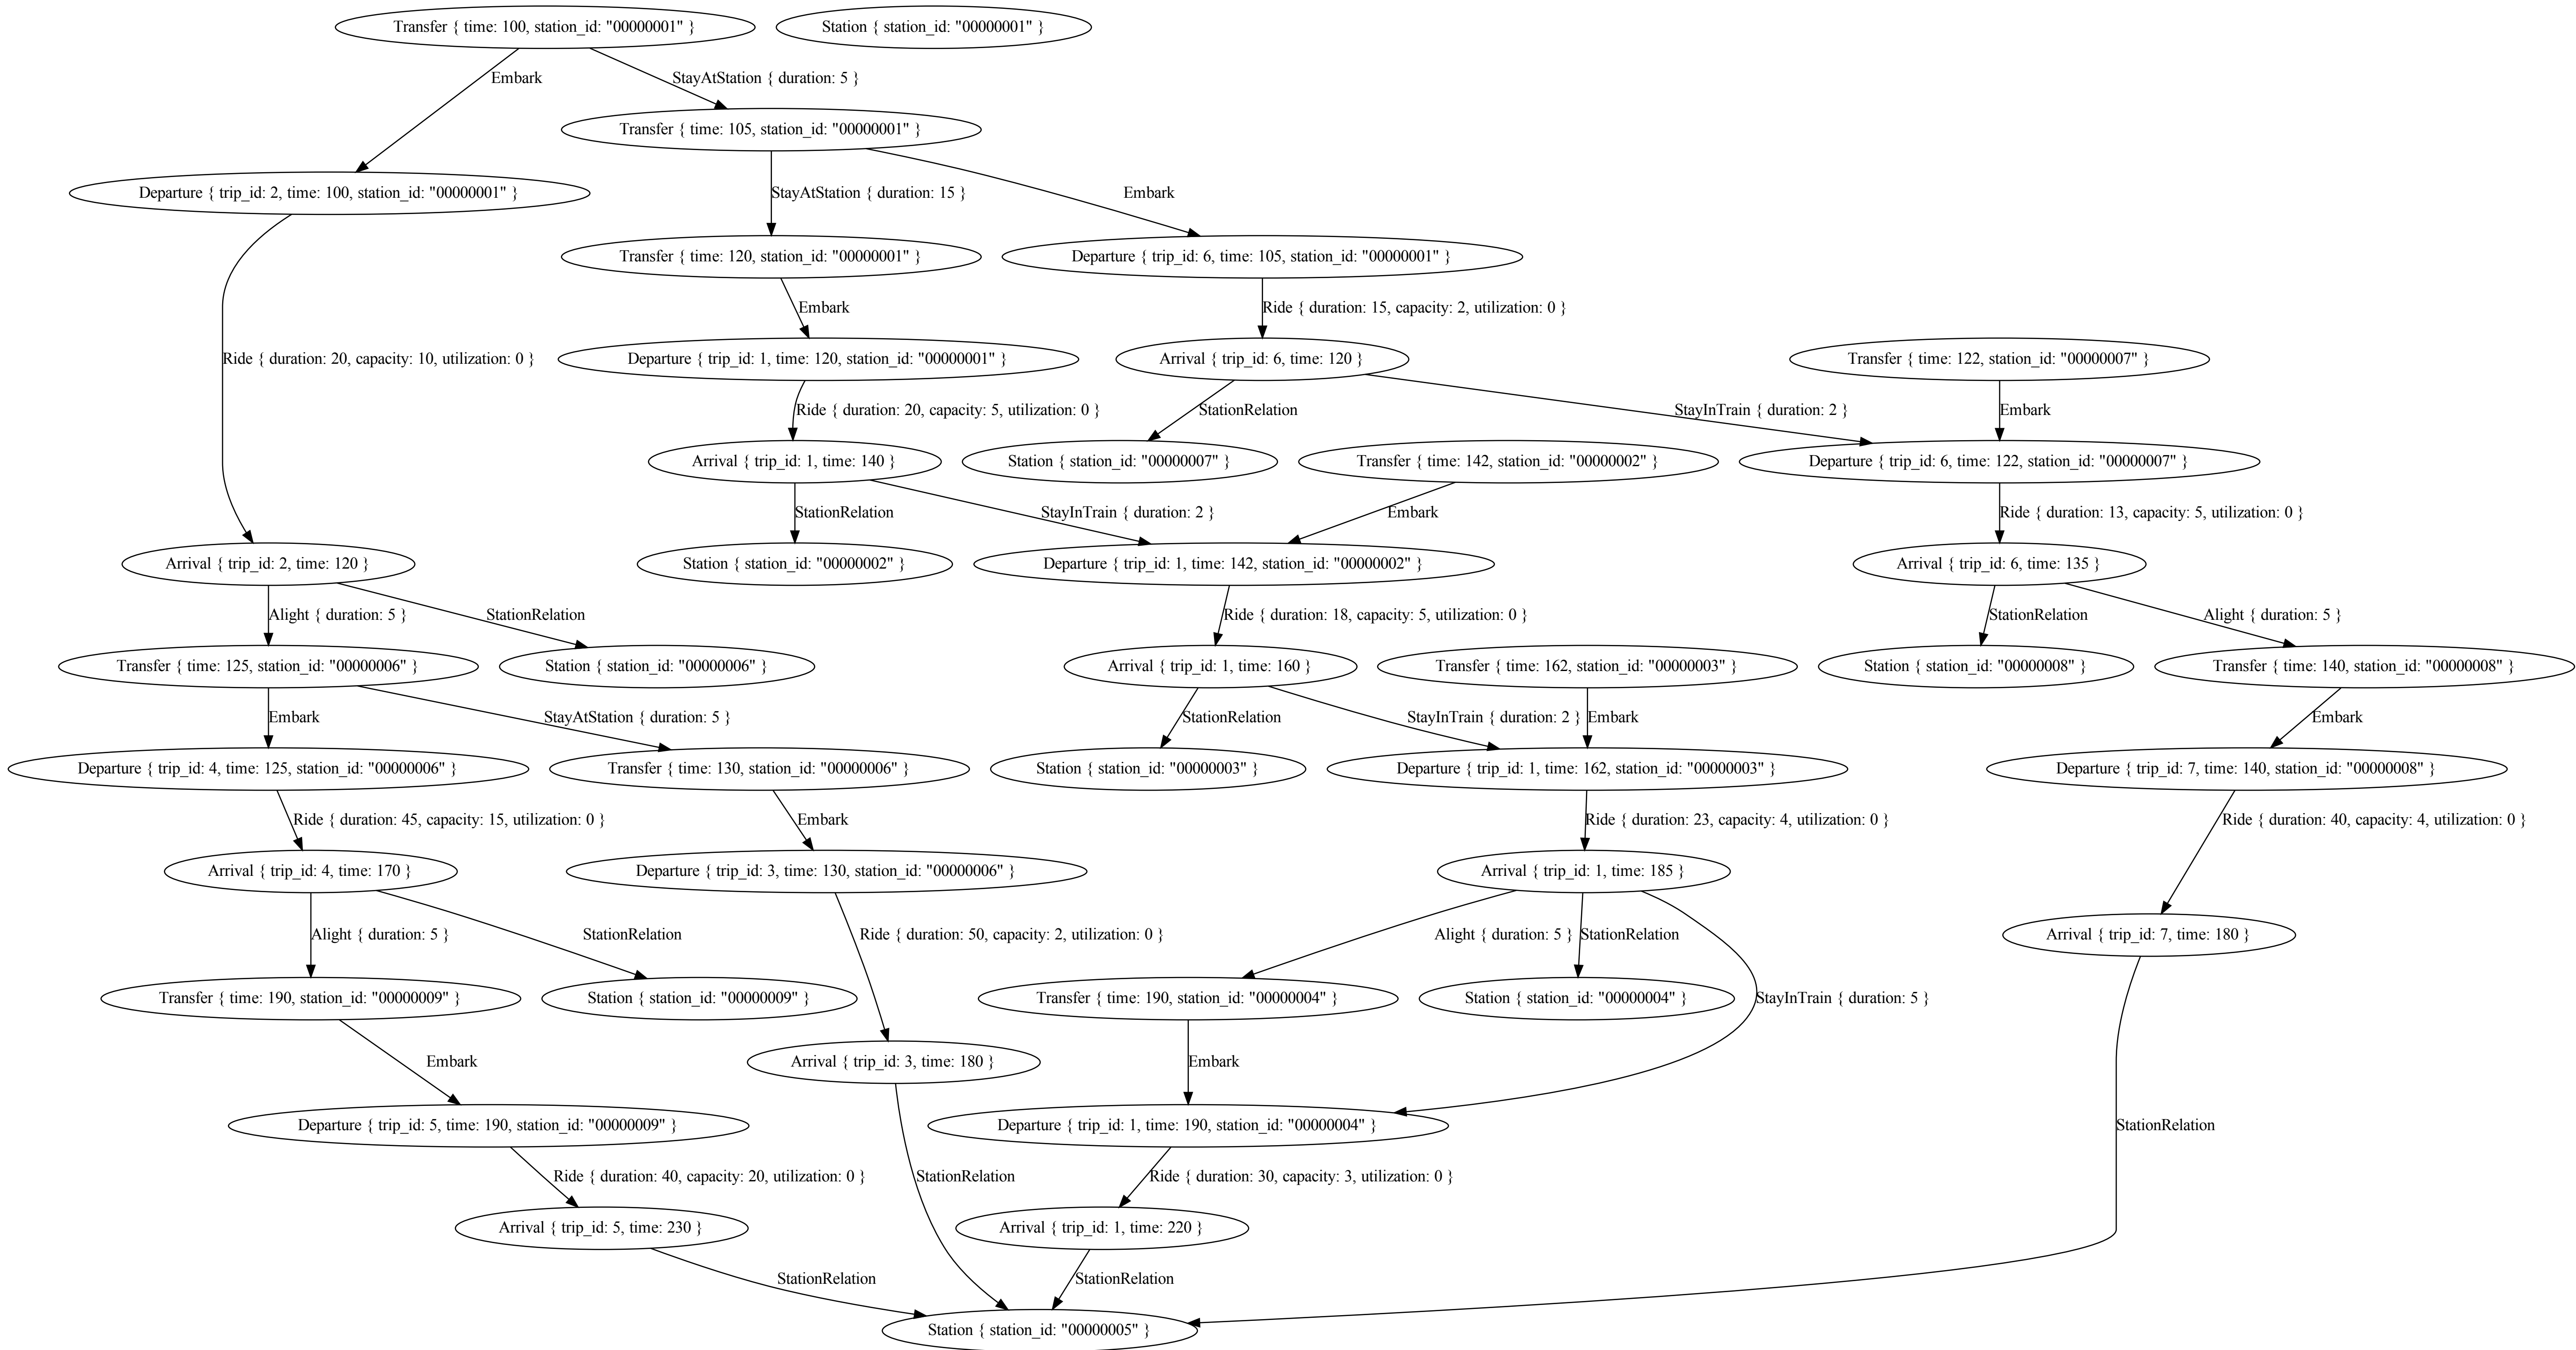 Transfer { time: 100, station_id: "00000001" }
Station { station_id: "00000001" }
Embark
StayAtStation { duration: 5 }
Transfer { time: 105, station_id: "00000001" }
Departure { trip_id: 2, time: 100, station_id: "00000001" }
StayAtStation { duration: 15 }
Embark
Transfer { time: 120, station_id: "00000001" }
Departure { trip_id: 6, time: 105, station_id: "00000001" }
Embark
Ride { duration: 15, capacity: 2, utilization: 0 }
Ride { duration: 20, capacity: 10, utilization: 0 }
Departure { trip_id: 1, time: 120, station_id: "00000001" }
Arrival { trip_id: 6, time: 120 }
Transfer { time: 122, station_id: "00000007" }
Ride { duration: 20, capacity: 5, utilization: 0 }
StationRelation
StayInTrain { duration: 2 }
Embark
Arrival { trip_id: 1, time: 140 }
Station { station_id: "00000007" }
Transfer { time: 142, station_id: "00000002" }
Departure { trip_id: 6, time: 122, station_id: "00000007" }
StationRelation
StayInTrain { duration: 2 }
Embark
Ride { duration: 13, capacity: 5, utilization: 0 }
Arrival { trip_id: 2, time: 120 }
Station { station_id: "00000002" }
Departure { trip_id: 1, time: 142, station_id: "00000002" }
Arrival { trip_id: 6, time: 135 }
Alight { duration: 5 }
StationRelation
Ride { duration: 18, capacity: 5, utilization: 0 }
StationRelation
Alight { duration: 5 }
Transfer { time: 125, station_id: "00000006" }
Station { station_id: "00000006" }
Arrival { trip_id: 1, time: 160 }
Transfer { time: 162, station_id: "00000003" }
Station { station_id: "00000008" }
Transfer { time: 140, station_id: "00000008" }
Embark
StayAtStation { duration: 5 }
StationRelation
StayInTrain { duration: 2 }
Embark
Embark
Departure { trip_id: 4, time: 125, station_id: "00000006" }
Transfer { time: 130, station_id: "00000006" }
Station { station_id: "00000003" }
Departure { trip_id: 1, time: 162, station_id: "00000003" }
Departure { trip_id: 7, time: 140, station_id: "00000008" }
Ride { duration: 45, capacity: 15, utilization: 0 }
Embark
Ride { duration: 23, capacity: 4, utilization: 0 }
Ride { duration: 40, capacity: 4, utilization: 0 }
Arrival { trip_id: 4, time: 170 }
Departure { trip_id: 3, time: 130, station_id: "00000006" }
Arrival { trip_id: 1, time: 185 }
Alight { duration: 5 }
StationRelation
Ride { duration: 50, capacity: 2, utilization: 0 }
Alight { duration: 5 }
StationRelation
Arrival { trip_id: 7, time: 180 }
Transfer { time: 190, station_id: "00000009" }
Station { station_id: "00000009" }
Transfer { time: 190, station_id: "00000004" }
Station { station_id: "00000004" }
StayInTrain { duration: 5 }
Embark
Arrival { trip_id: 3, time: 180 }
Embark
Departure { trip_id: 5, time: 190, station_id: "00000009" }
Departure { trip_id: 1, time: 190, station_id: "00000004" }
StationRelation
Ride { duration: 40, capacity: 20, utilization: 0 }
StationRelation
Ride { duration: 30, capacity: 3, utilization: 0 }
Arrival { trip_id: 5, time: 230 }
Arrival { trip_id: 1, time: 220 }
StationRelation
StationRelation
Station { station_id: "00000005" }